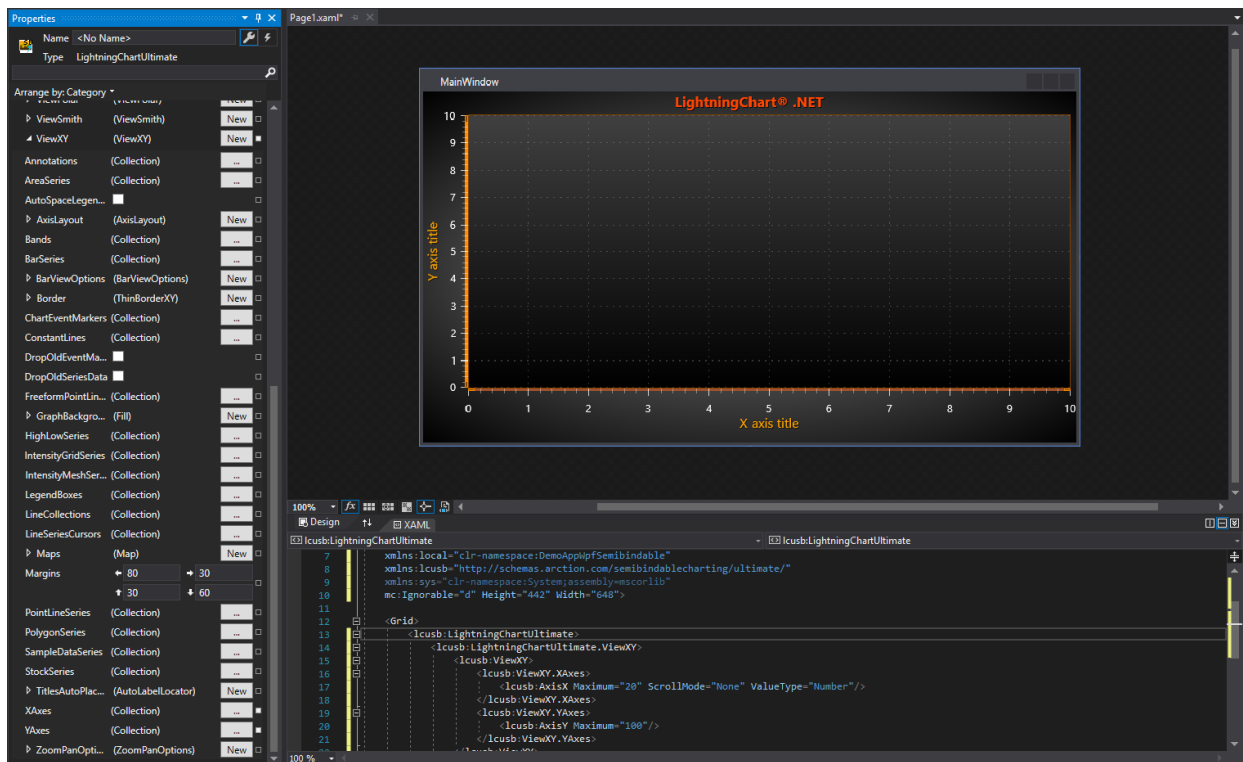 Properties
Name <No Name>
Type LightningChartUltimate
Arrange by: Category
ViewPolar (ViewPolar) New
ViewSmith (ViewSmith) New
ViewXY (ViewXY) New
Annotations (Collection) ...
AreaSeries (Collection) ...
AutoSpaceLegen...
AxisLayout (AxisLayout) New
Bands (Collection) ...
BarSeries (Collection) ...
BarViewOptions (BarViewOptions) New
Border (ThinBorderXY) New
ChartEventMarkers (Collection) ...
ConstantLines (Collection) ...
DropOldEventMa...
DropOldSeriesData
FreeformPointLin... (Collection) ...
GraphBackgro... (Fill) New
HighLowSeries (Collection) ...
IntensityGridSeries (Collection) ...
IntensityMeshSer... (Collection) ...
LegendBoxes (Collection) ...
LineCollections (Collection) ...
LineSeriesCursors (Collection) ...
Maps (Map) New
Margins 80 30
30 60
PointLineSeries (Collection) ...
PolygonSeries (Collection) ...
SampleDataSeries (Collection) ...
StockSeries (Collection) ...
TitlesAutoPlac... (AutoLabelLocator) New
XAxes (Collection) ...
YAxes (Collection) ...
ZoomPanOpti... (ZoomPanOptions) New
Page1.xaml*
MainWindow
LightningChart® .NET
10
9
8
7
6
5
4
3
2
1
0
Y axis title
0 1 2 3 4 5 6 7 8 9 10
X axis title
100% fx
Design XAML
lcusb:LightningChartUltimate lcusb:LightningChartUltimate
7 xmlns:local="clr-namespace:DemoAppWpfSemibindable"
8 xmlns:lcusb="http://schemas.arction.com/semibindablecharting/ultimate/"
9 xmlns:sys="clr-namespace:System;assembly=mscorlib"
10 mc:Ignorable="d" Height="442" Width="648">
11
12 <Grid>
13 <lcusb:LightningChartUltimate>
14 <lcusb:LightningChartUltimate.ViewXY>
15 <lcusb:ViewXY>
16 <lcusb:ViewXY.XAxes>
17 <lcusb:AxisX Maximum="20" ScrollMode="None" ValueType="Number"/>
18 </lcusb:ViewXY.XAxes>
19 <lcusb:ViewXY.YAxes>
20 <lcusb:AxisY Maximum="100"/>
21 </lcusb:ViewXY.YAxes>
22 </lcusb:ViewXY>
100 %